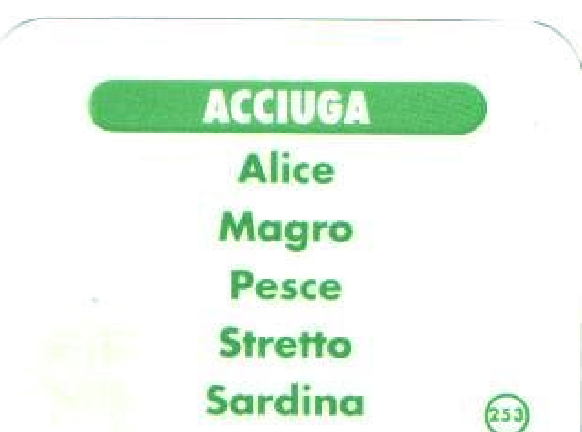 ACCIUGA
Alice
Magro
Pesce
Stretto
Sardina
253